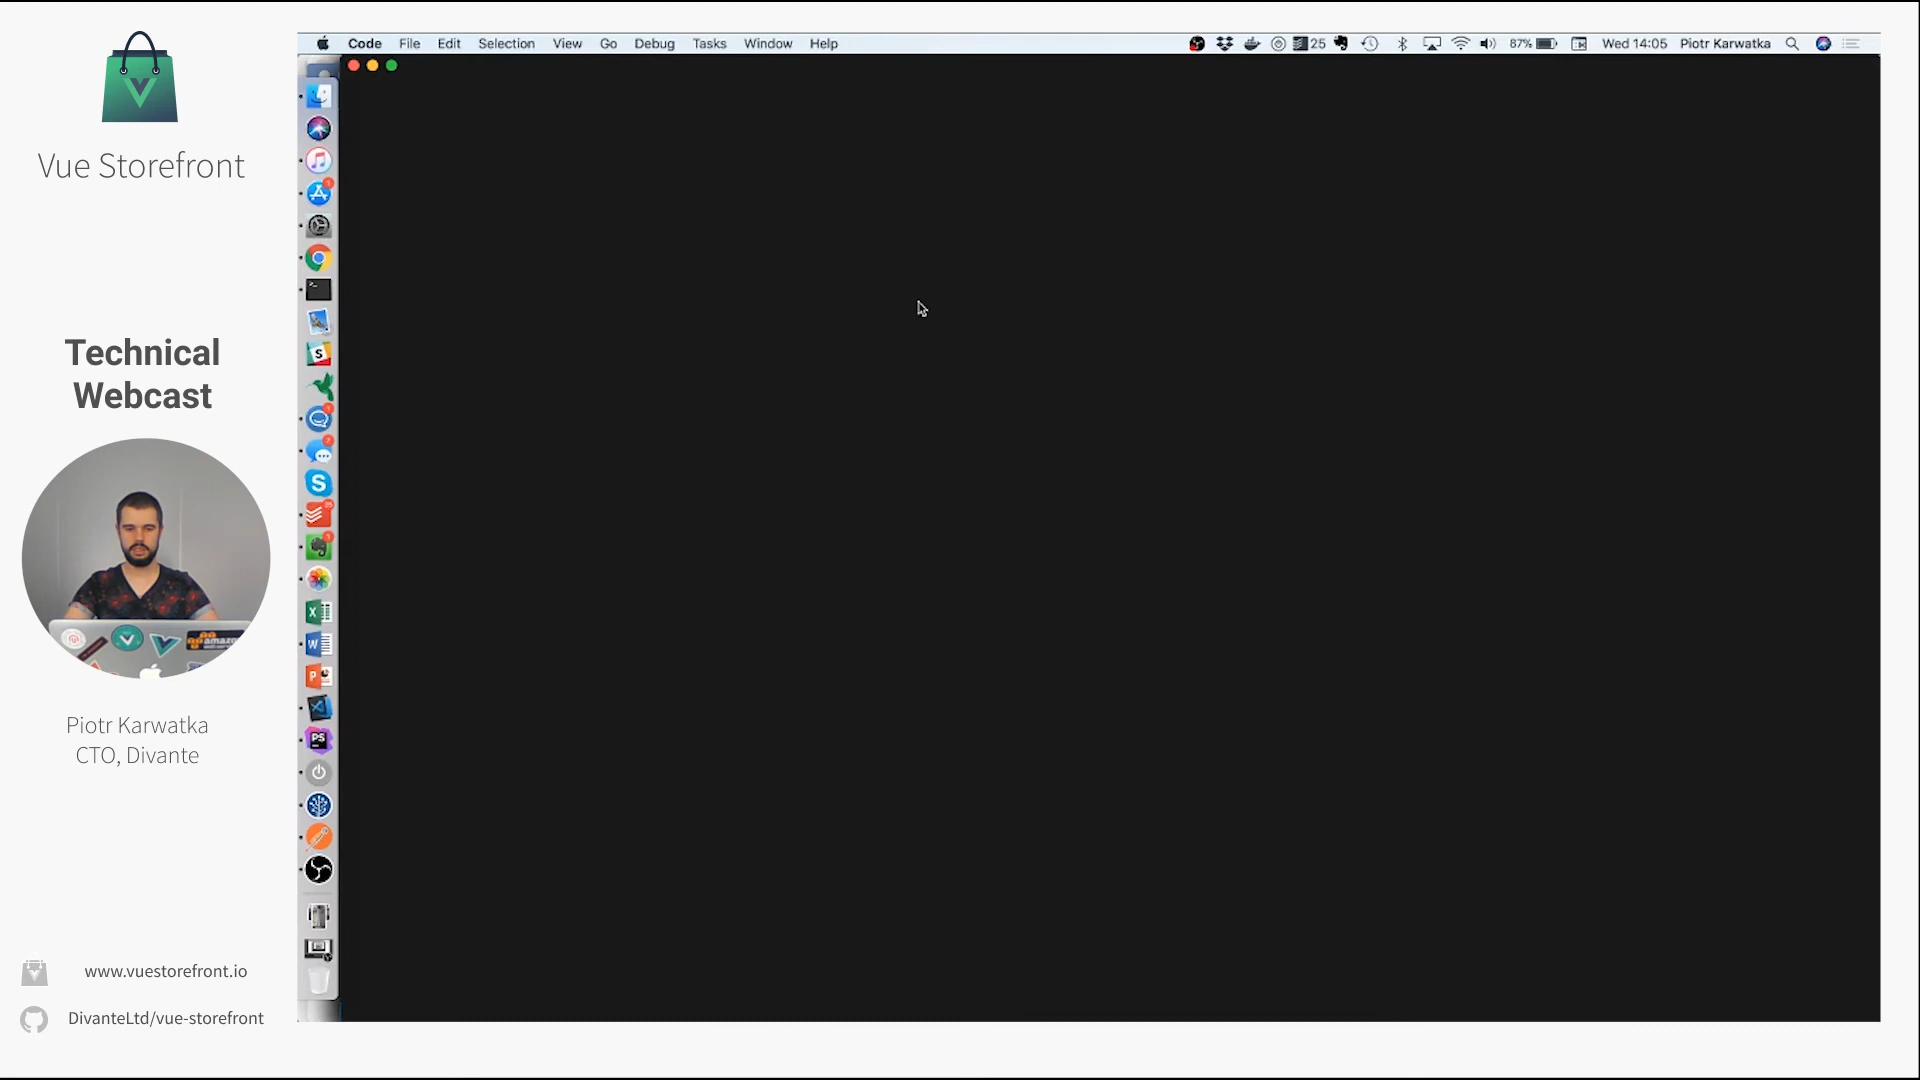 Vue Storefront
Technical
Webcast
Piotr Karwatka
CTO, Divante
www.vuestorefront.io
DivanteLtd/vue-storefront
Code File Edit Selection View Go Debug Tasks Window Help
25 87% Wed 14:05 Piotr Karwatka